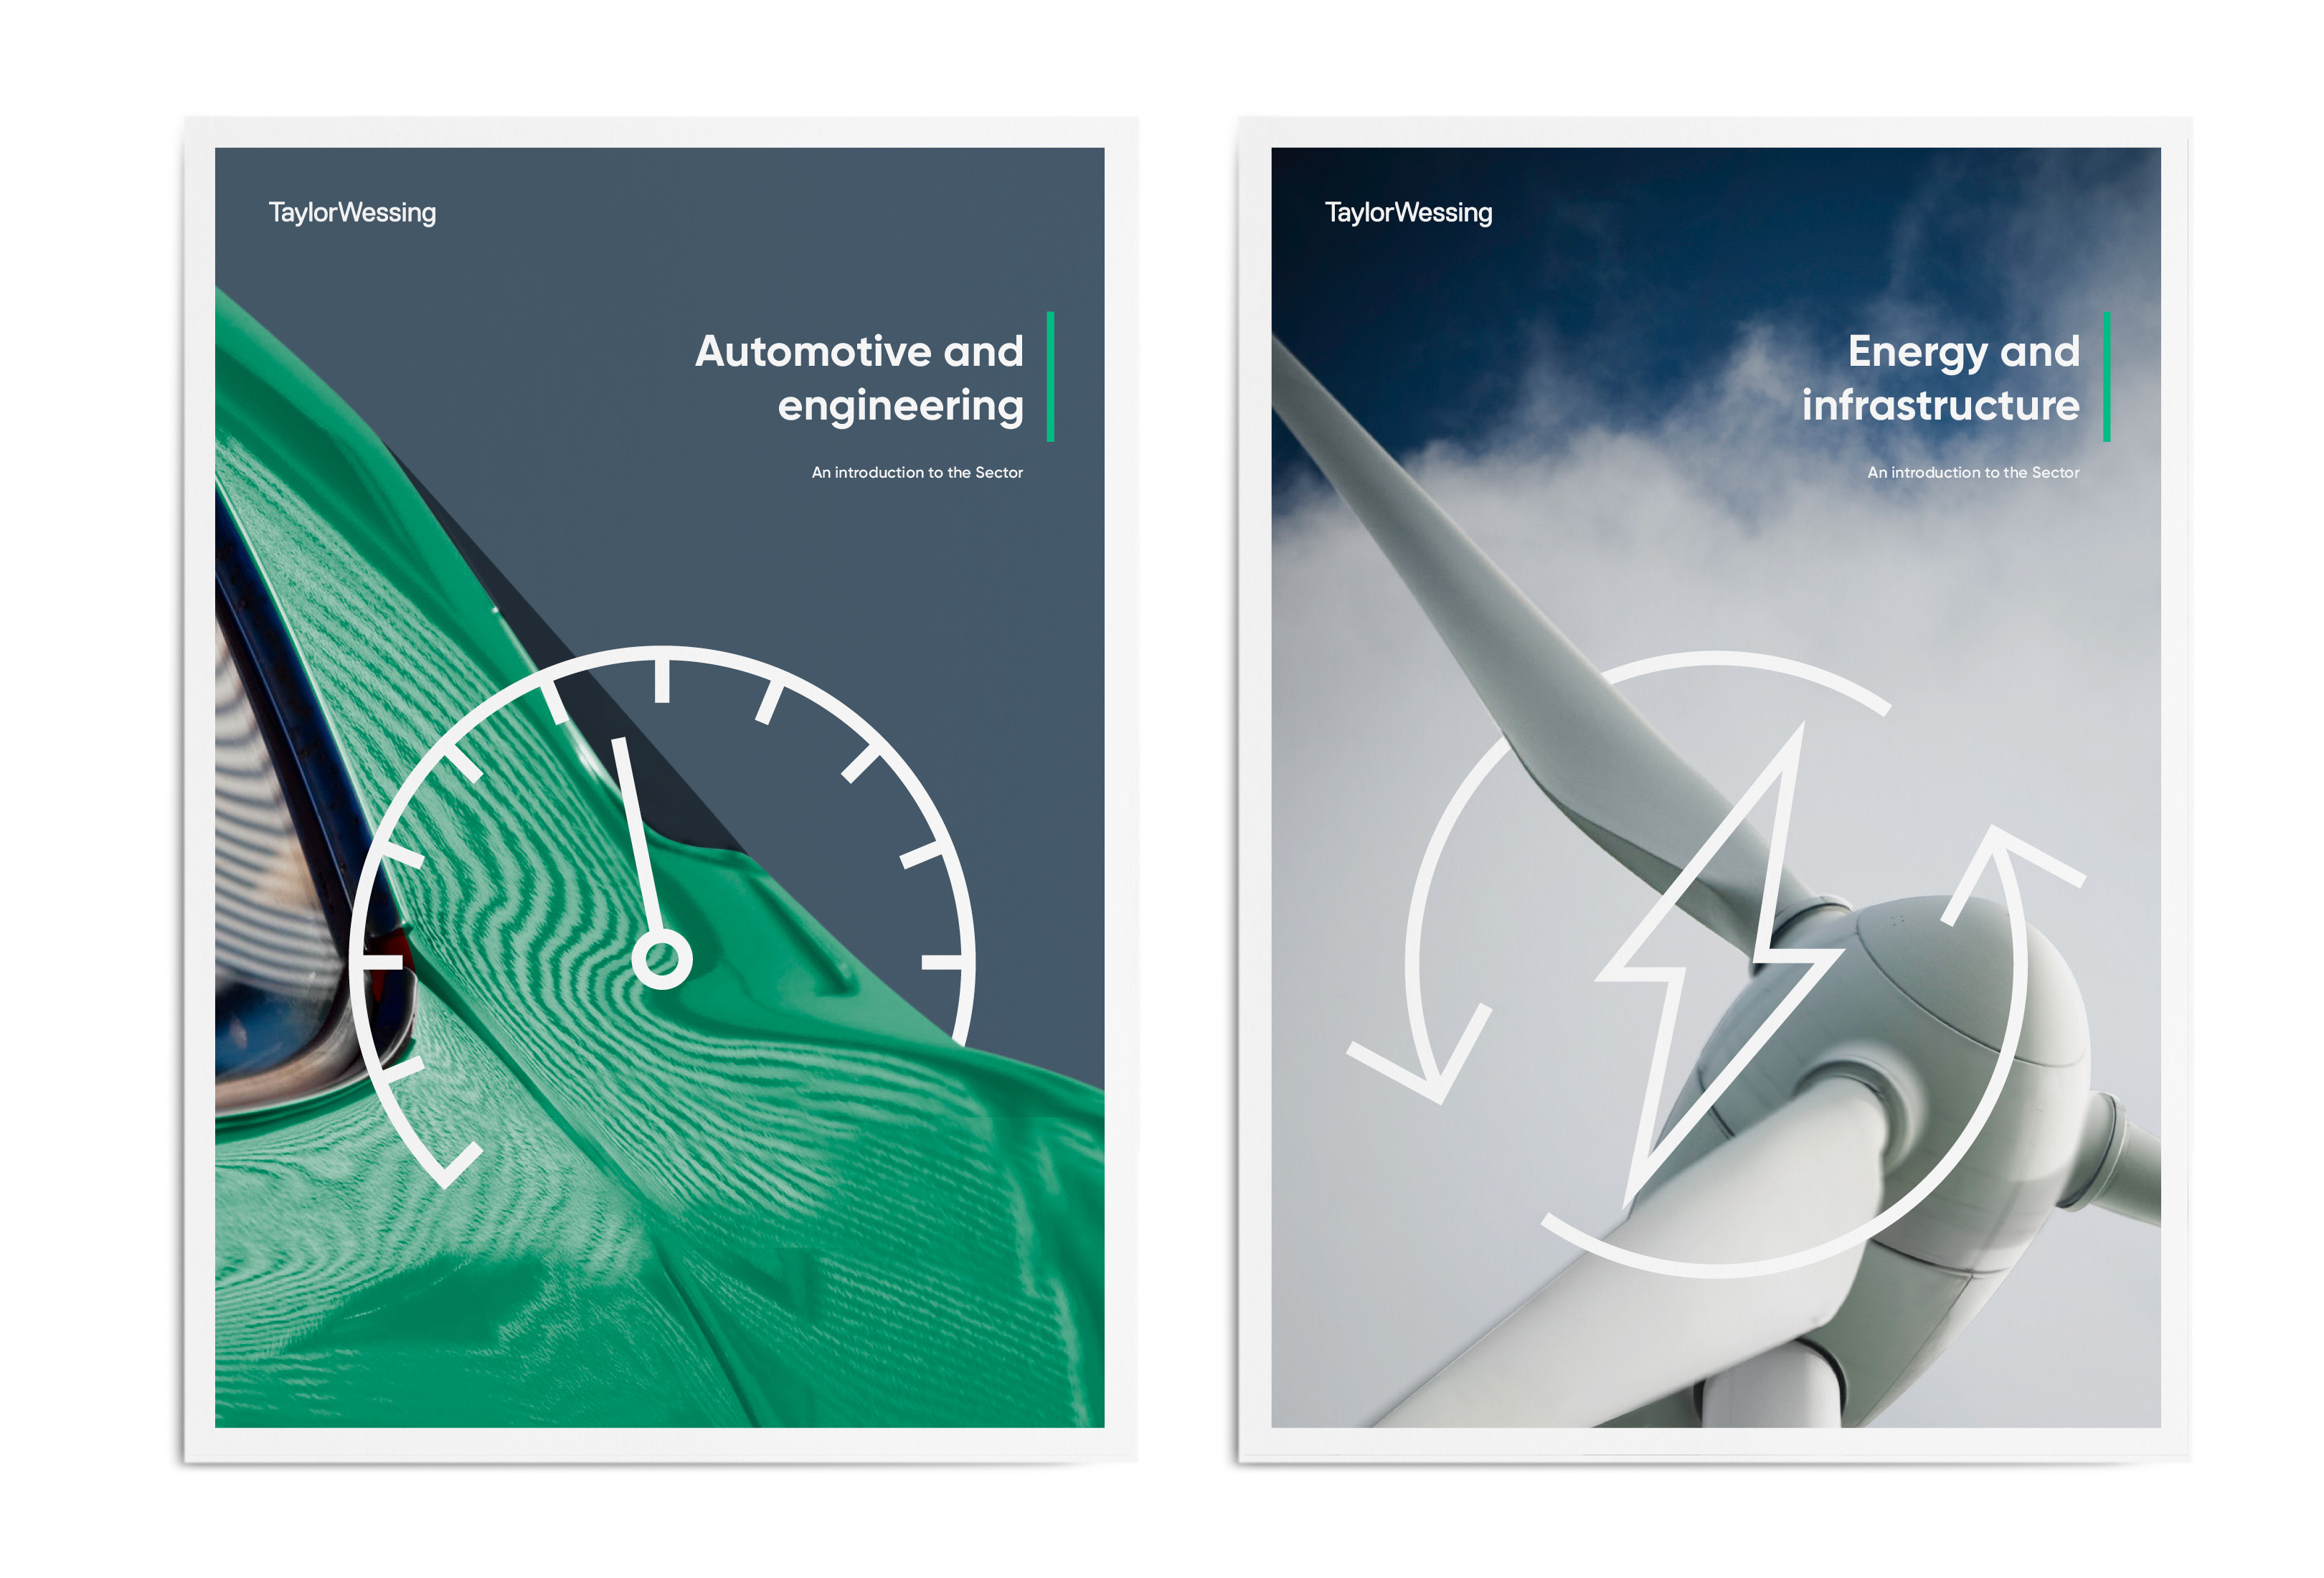 TaylorWessing
Automotive and
engineering
An introduction to the Sector
TaylorWessing
Energy and
infrastructure
An introduction to the Sector